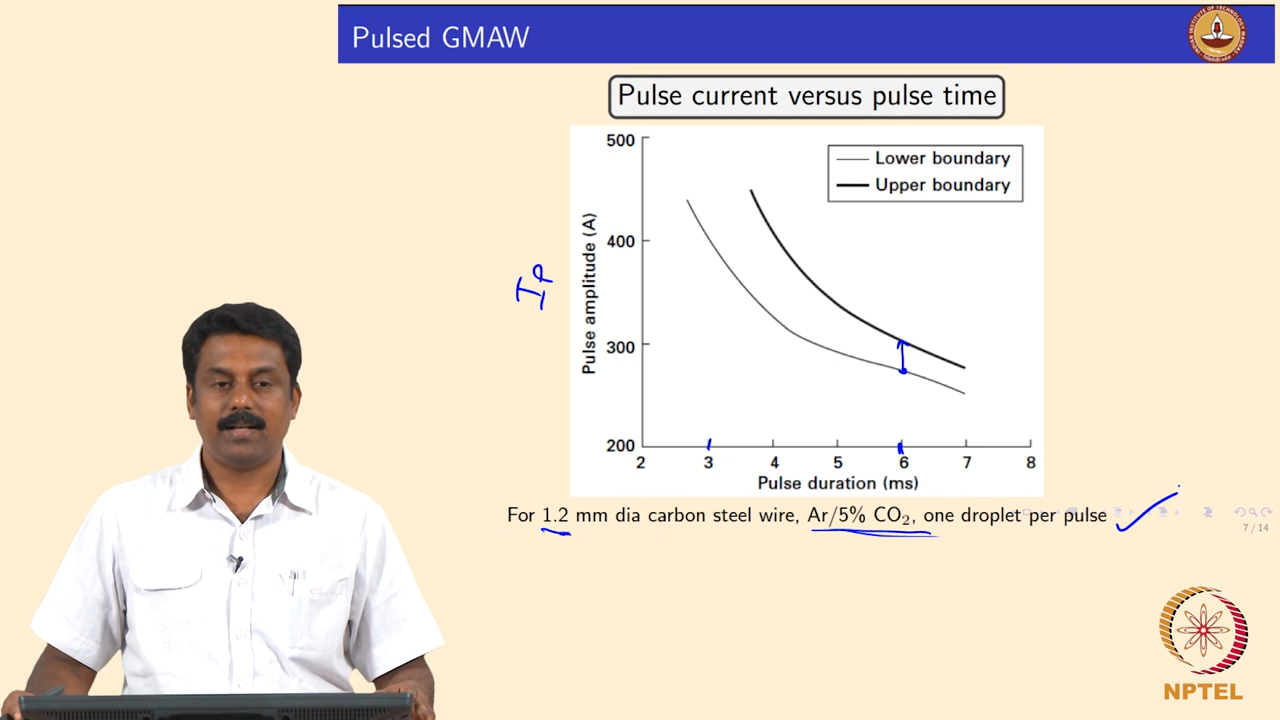 Pulsed GMAW
Pulse current versus pulse time
500
400
300
200
Pulse amplitude (A)
I P
Lower boundary
Upper boundary
2 3 4 5 6 7 8
Pulse duration (ms)
For 1.2 mm dia carbon steel wire, Ar/5% CO₂, one droplet per pulse
7 / 14
NPTEL